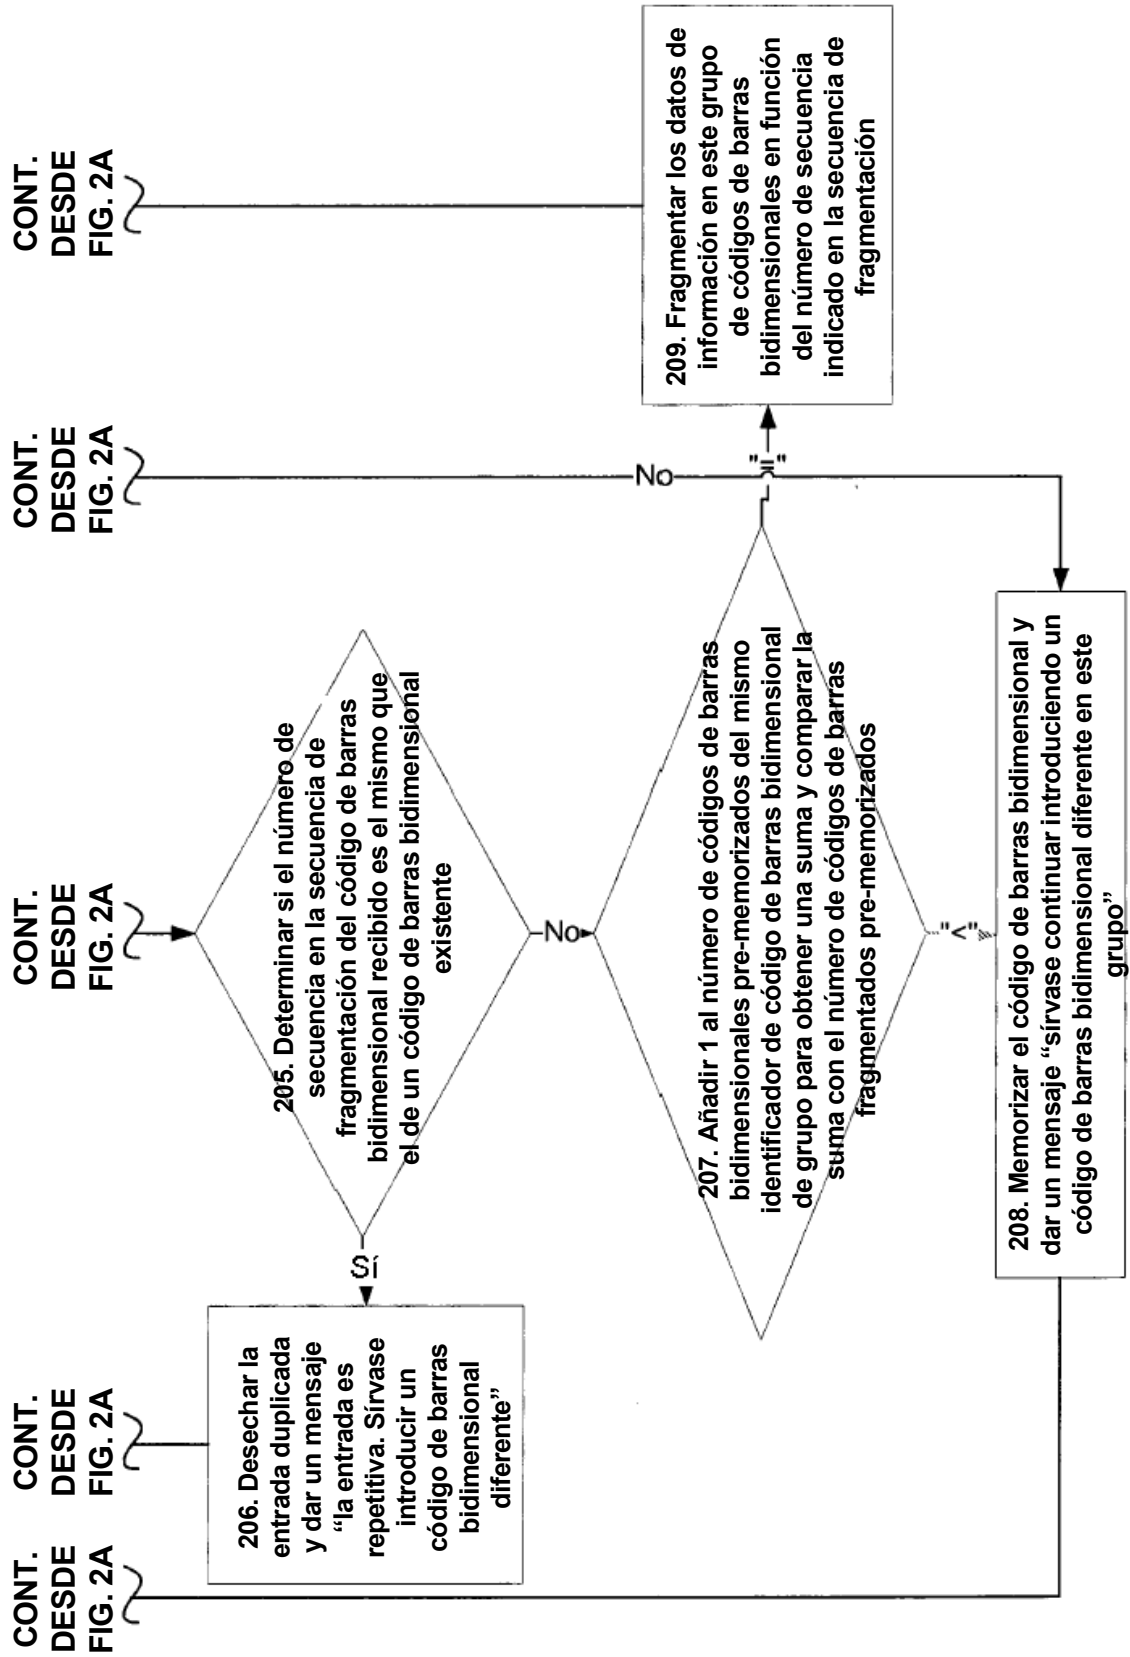 CONT.
DESDE
FIG. 2A
CONT.
DESDE
FIG. 2A
CONT.
DESDE
FIG. 2A
CONT.
DESDE
FIG. 2A
CONT.
DESDE
FIG. 2A
206. Desechar la
entrada duplicada
y dar un mensaje
“la entrada es
repetitiva. Sírvase
introducir un
código de barras
bidimensional
diferente”
Sí
205. Determinar si el número de
secuencia en la secuencia de
fragmentación del código de barras
bidimensional recibido es el mismo que
el de un código de barras bidimensional
existente
No
207. Añadir 1 al número de códigos de barras
bidimensionales pre-memorizados del mismo
identificador de código de barras bidimensional
de grupo para obtener una suma y comparar la
suma con el número de códigos de barras
fragmentados pre-memorizados
"="
No
209. Fragmentar los datos de
información en este grupo
de códigos de barras
bidimensionales en función
del número de secuencia
indicado en la secuencia de
fragmentación
"<"
208. Memorizar el código de barras bidimensional y
dar un mensaje “sírvase continuar introduciendo un
código de barras bidimensional diferente en este
grupo”